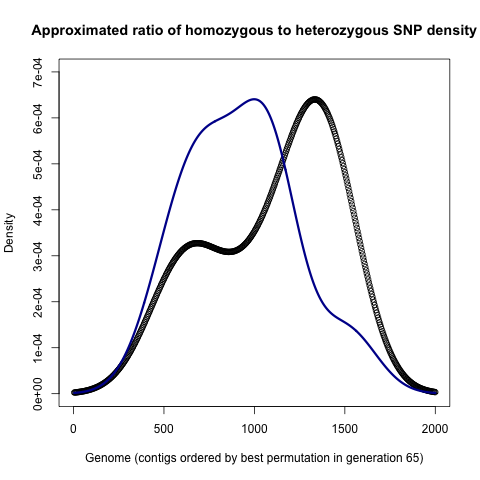 Approximated ratio of homozygous to heterozygous SNP density
Density
7e-04
6e-04
5e-04
4e-04
3e-04
2e-04
1e-04
0e+00
0 500 1000 1500 2000
Genome (contigs ordered by best permutation in generation 65)